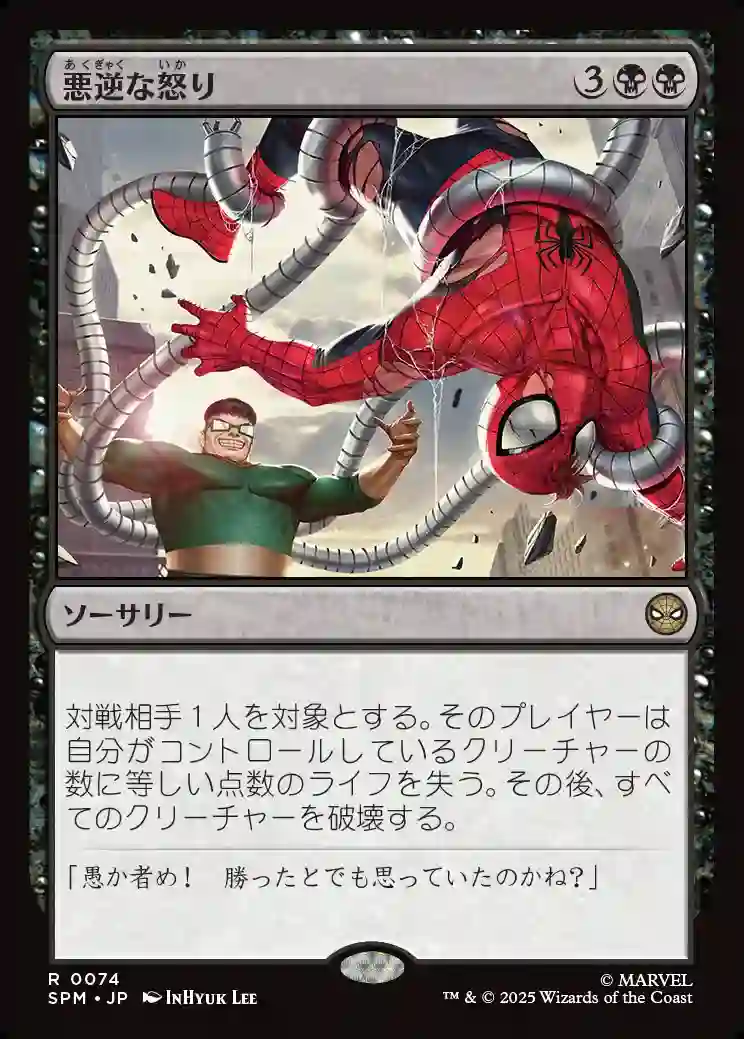 あくぎゃく いか
悪逆な怒り 3
ソーサリー
対戦相手1人を対象とする。そのプレイヤーは
自分がコントロールしているクリーチャーの
数に等しい点数のライフを失う。その後、すべ
てのクリーチャーを破壊する。
「愚か者め! 勝ったとでも思っていたのかね?」
R 0074
SPM • JP InHyuk Lee
© MARVEL
™ & © 2025 Wizards of the Coast